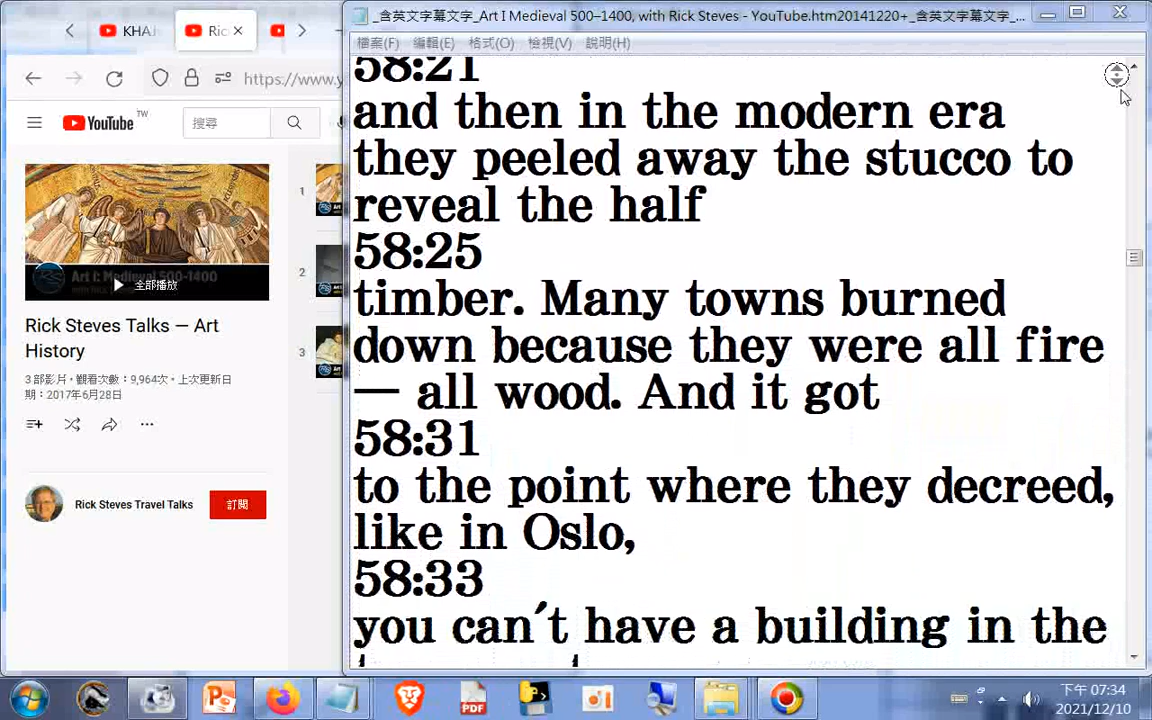 KHAJ
Ric
_含英文字幕文字_Art I Medieval 500–1400, with Rick Steves - YouTube.htm20141220+_含英文字幕文字_...
檔案(F) 編輯(E) 格式(O) 檢視(V) 說明(H)
https://www.y
YouTube TW
搜尋
Art I: Medieval 500-1400
全部播放
Rick Steves Talks — Art
History
3 部影片 • 觀看次數：9,964次 • 上次更新日
期：2017年6月28日
Rick Steves Travel Talks
訂閱
1
2
3
58:21
and then in the modern era
they peeled away the stucco to
reveal the half
58:25
timber. Many towns burned
down because they were all fire
— all wood. And it got
58:31
to the point where they decreed,
like in Oslo,
58:33
you can't have a building in the
PDF
下午 07:34
2021/12/10